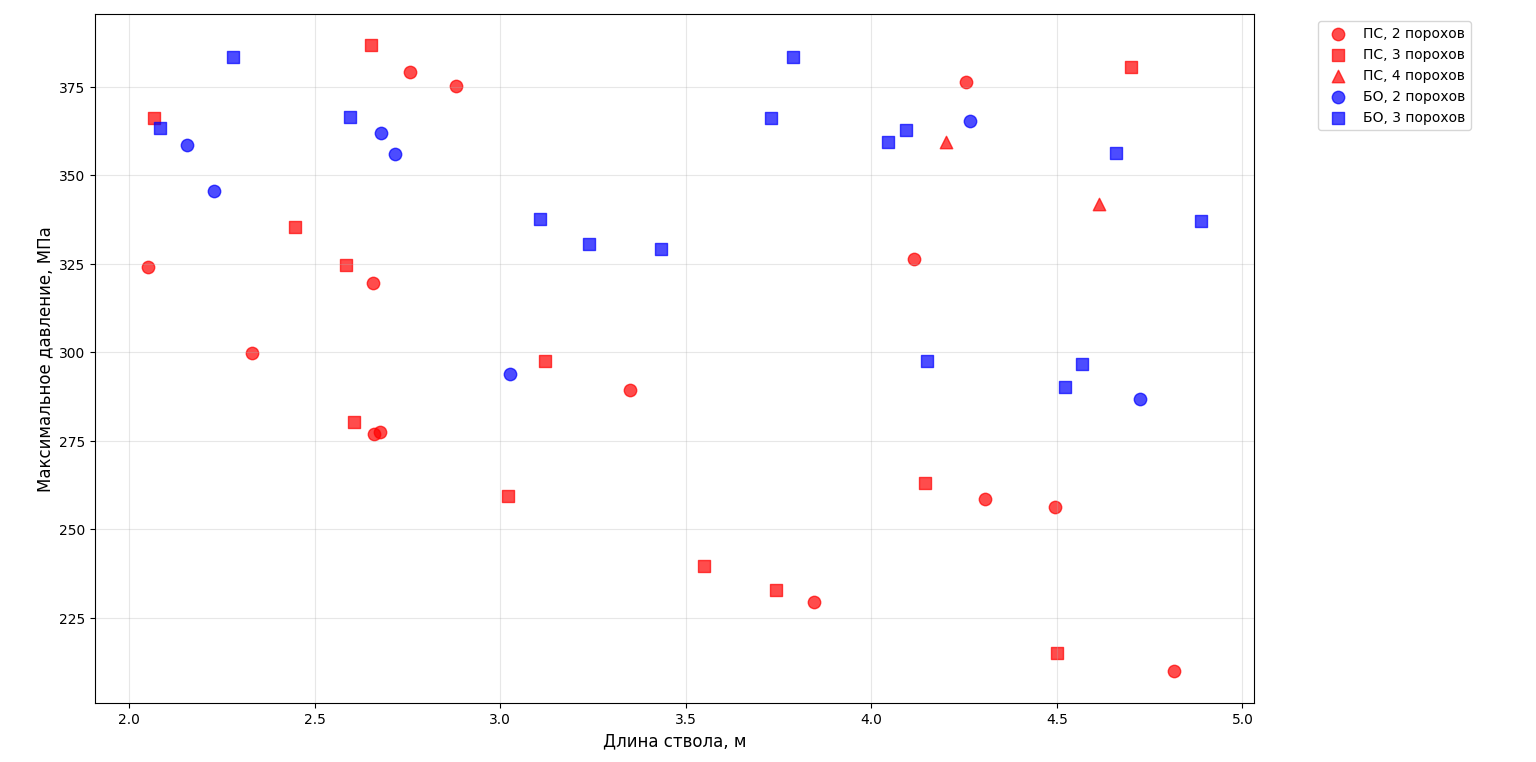 Максимальное давление, МПа
375
350
325
300
275
250
225
2.0 2.5 3.0 3.5 4.0 4.5 5.0
Длина ствола, м
ПС, 2 порохов
ПС, 3 порохов
ПС, 4 порохов
БО, 2 порохов
БО, 3 порохов